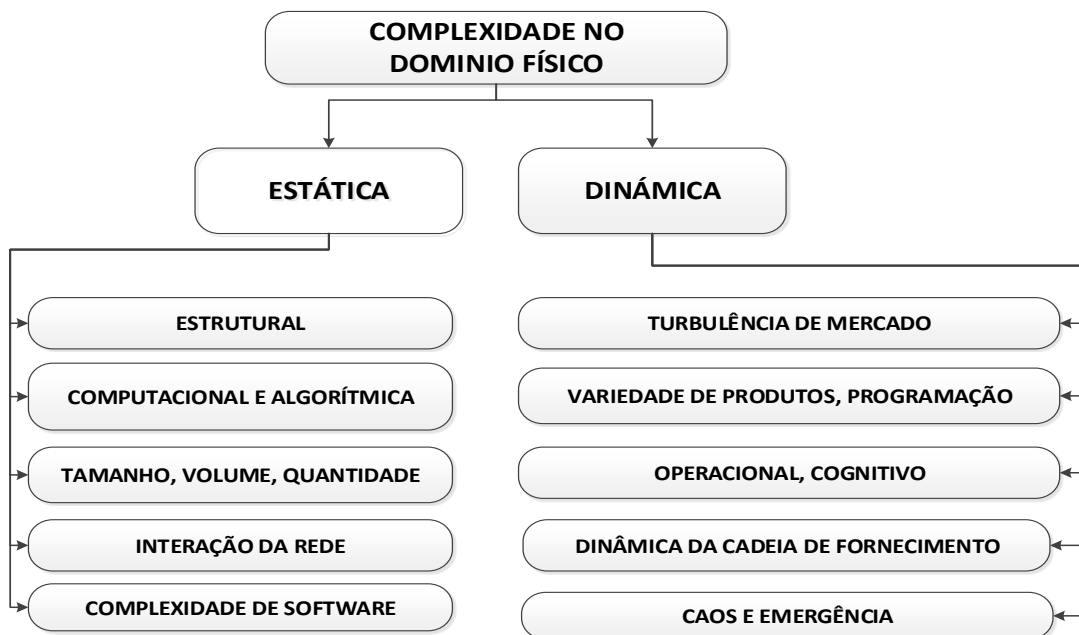 COMPLEXIDADE NO
DOMINIO FÍSICO
ESTÁTICA
DINÁMICA
ESTRUTURAL
COMPUTACIONAL E ALGORÍTMICA
TAMANHO, VOLUME, QUANTIDADE
INTERAÇÃO DA REDE
COMPLEXIDADE DE SOFTWARE
TURBULÊNCIA DE MERCADO
VARIEDADE DE PRODUTOS, PROGRAMAÇÃO
OPERACIONAL, COGNITIVO
DINÂMICA DA CADEIA DE FORNECIMENTO
CAOS E EMERGÊNCIA